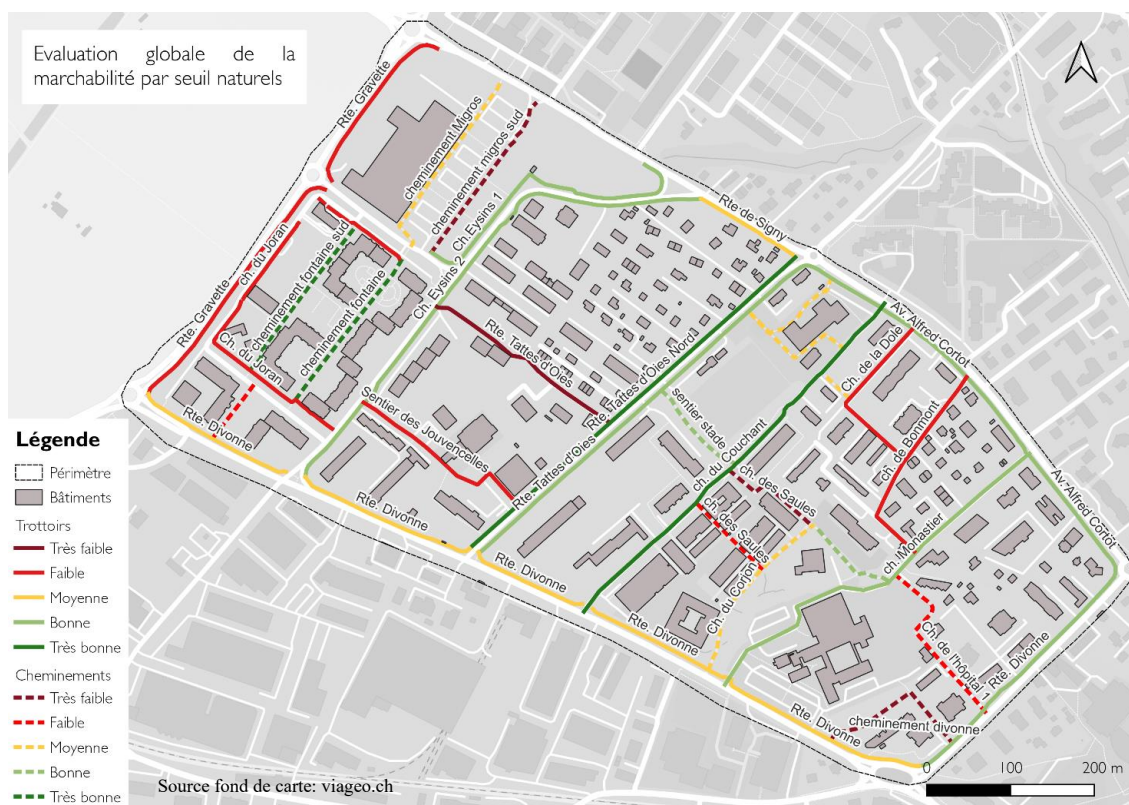 Evaluation globale de la
marchabilité par seuil naturels
Rte. Gravette
cheminement Migros
cheminement migros sud
Ch.Eysins 1
Rte-de-Signy
ch. du Joran
Rte. Gravette
cheminement fontaine sud
cheminement fontaine
Ch. Eysins 2
Ch. du Joran
Rte. Tattes d'Oies
Rte. Tattes d'Oies Nord
Av. Alfred Cortot
Ch. de la Dole
ch. de Bonmont
sentier stade
ch. du Couchant
Sentier des Jouvencelles
Rte. Tattes d'Oies
Rte. Divonne
Rte. Divonne
Rte. Divonne
Rte. Divonne
Rte. Divonne
ch. des Saules
ch. des Saules
Ch. du Corjon
ch. Monastier
Av. Alfred Cortot
Ch. de l'hôpital 1
Rte. Divonne
cheminement divonne
Légende
Périmètre
Bâtiments
Trottoirs
Très faible
Faible
Moyenne
Bonne
Très bonne
Cheminements
Très faible
Faible
Moyenne
Bonne
Très bonne
Source fond de carte: viageo.ch
0 100 200 m